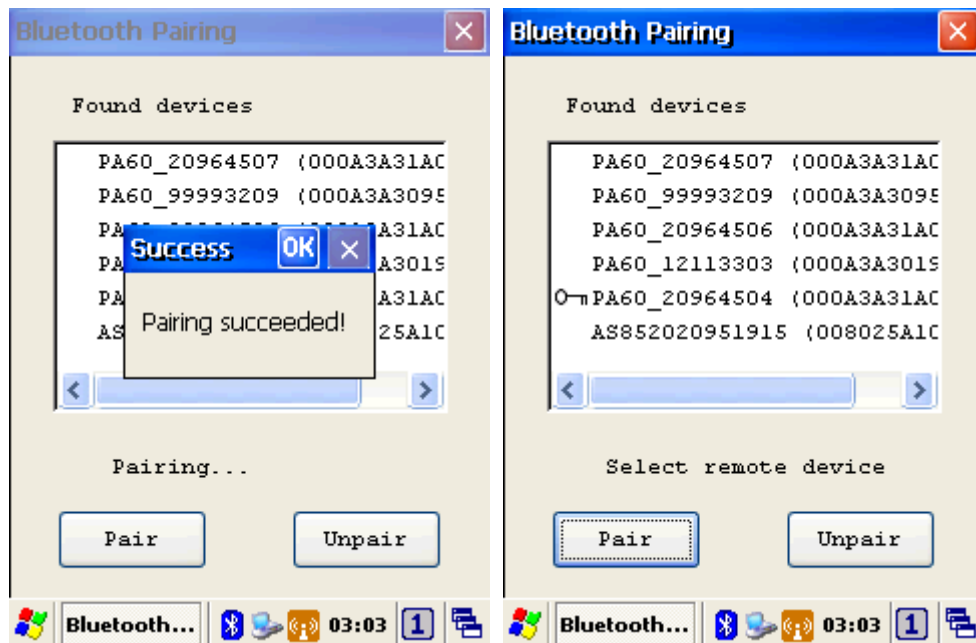 Bluetooth Pairing
Found devices
PA60_20964507 (000A3A31AC
PA60_99993209 (000A3A3095
PA A31AC
Success OK
PA A3019
Pairing succeeded!
PA A31AC
AS 25A1C
Pairing...
Pair Unpair
Bluetooth... 03:03 1
Bluetooth Pairing
Found devices
PA60_20964507 (000A3A31AC
PA60_99993209 (000A3A3095
PA60_20964506 (000A3A31AC
PA60_12113303 (000A3A3019
PA60_20964504 (000A3A31AC
AS852020951915 (008025A1C
Select remote device
Pair Unpair
Bluetooth... 03:03 1